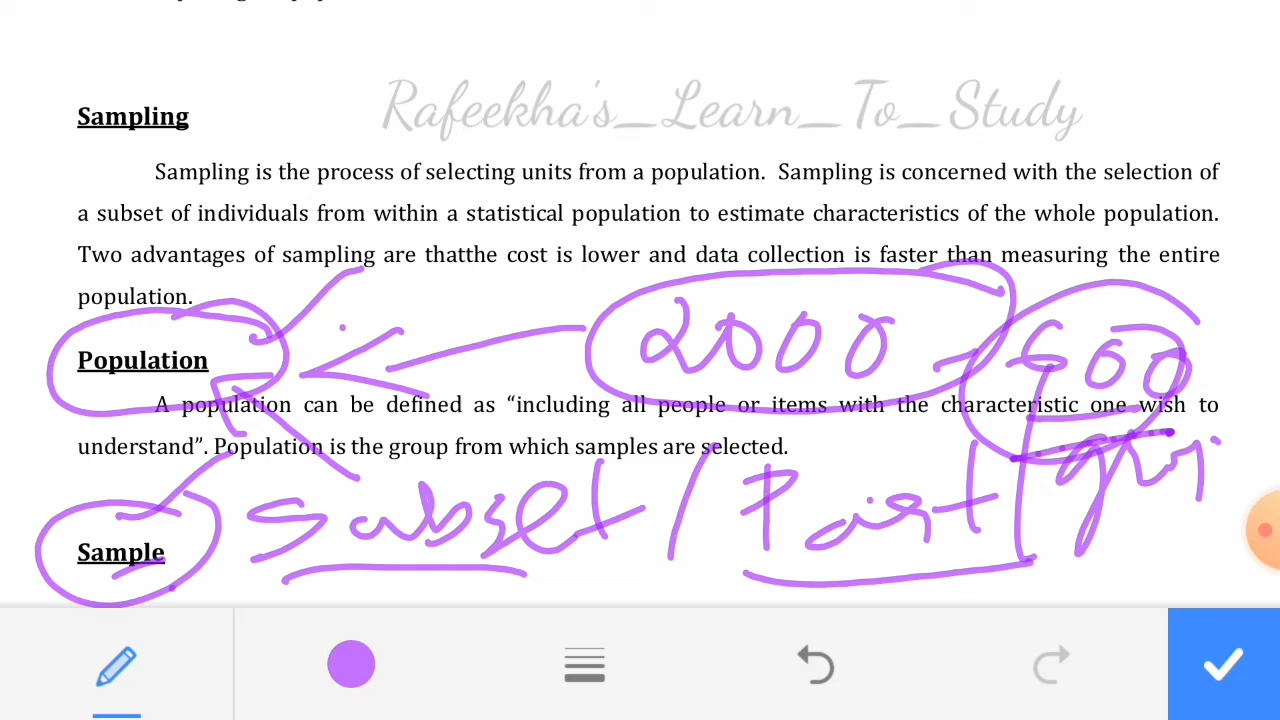 Sampling
Rafeekha's_Learn_To_Study
Sampling is the process of selecting units from a population. Sampling is concerned with the selection of
a subset of individuals from within a statistical population to estimate characteristics of the whole population.
Two advantages of sampling are thatthe cost is lower and data collection is faster than measuring the entire
population.
2000 - 600
Population
A population can be defined as “including all people or items with the characteristic one wish to
understand”. Population is the group from which samples are selected.
Subset / Part
Sample